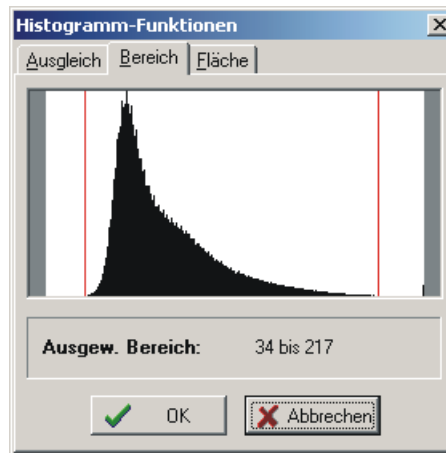 Histogramm-Funktionen
Ausgleich Bereich Fläche
Ausgew. Bereich: 34 bis 217
OK Abbrechen